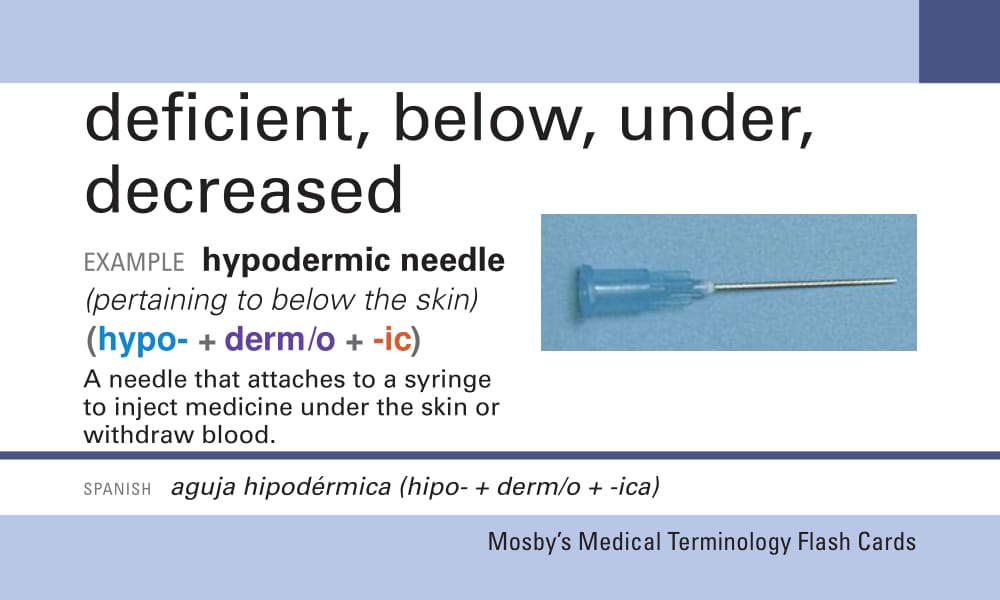 deficient, below, under,
decreased
EXAMPLE hypodermic needle
(pertaining to below the skin)
(hypo- + derm/o + -ic)
A needle that attaches to a syringe
to inject medicine under the skin or
withdraw blood.
SPANISH aguja hipodérmica (hipo- + derm/o + -ica)
Mosby's Medical Terminology Flash Cards